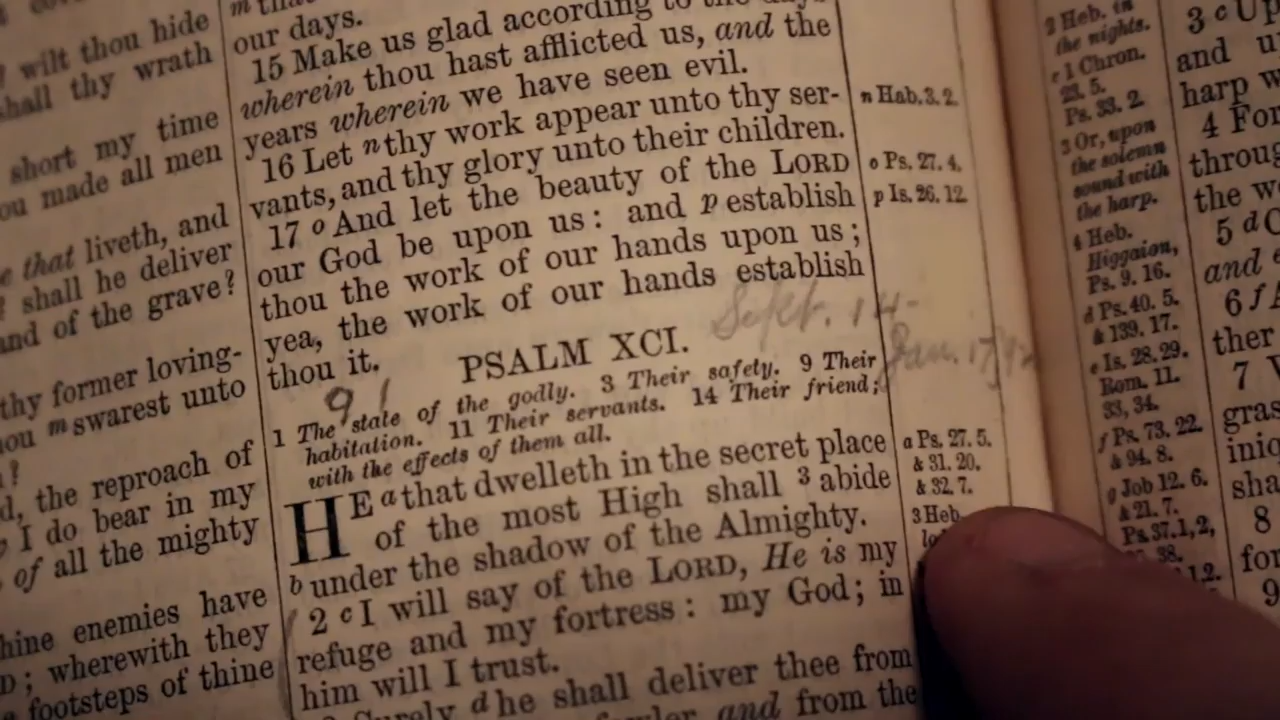 wilt thou hide
shall thy wrath
short my time
made all men
that liveth, and
shall he deliver
and of the grave?
thy former loving-
m swarest unto
?
the reproach of
I do bear in my
of all the mighty
enemies have
; wherewith they
footsteps of thine
our days.
15 Make us glad according to the days
wherein thou hast afflicted us, and the
years wherein we have seen evil.
16 Let n thy work appear unto thy ser-
vants, and thy glory unto their children.
17 o And let the beauty of the LORD
our God be upon us: and p establish
thou the work of our hands upon us;
yea, the work of our hands establish
thou it.
Sept. 14-
PSALM XCI.
Jan. 17
91
1 The state of the godly. 3 Their safety. 9 Their
habitation. 11 Their servants. 14 Their friend;
with the effects of them all.
HE a that dwelleth in the secret place
of the most High shall 3 abide
b under the shadow of the Almighty.
2 c I will say of the LORD, He is my
refuge and my fortress: my God; in
him will I trust.
Surely d he shall deliver thee from
and from the
n Hab. 3. 2.
o Ps. 27. 4.
p Is. 26. 12.
a Ps. 27. 5.
& 31. 20.
& 32. 7.
3 Heb.
2 Heb. in
the nights.
e 1 Chron.
23. 5.
Ps. 33. 2.
3 Or, upon
the solemn
sound with
the harp.
4 Heb.
Higgaion,
Ps. 9. 16.
d Ps. 40. 5.
& 139. 17.
e Is. 28. 29.
Rom. 11.
33, 34.
f Ps. 73. 22.
& 94. 8.
g Job 12. 6.
& 21. 7.
Ps. 37. 1, 2,
38.
3 c
and
harp
4 For
the
5 d
and
6 f
ther
7
8
for
9